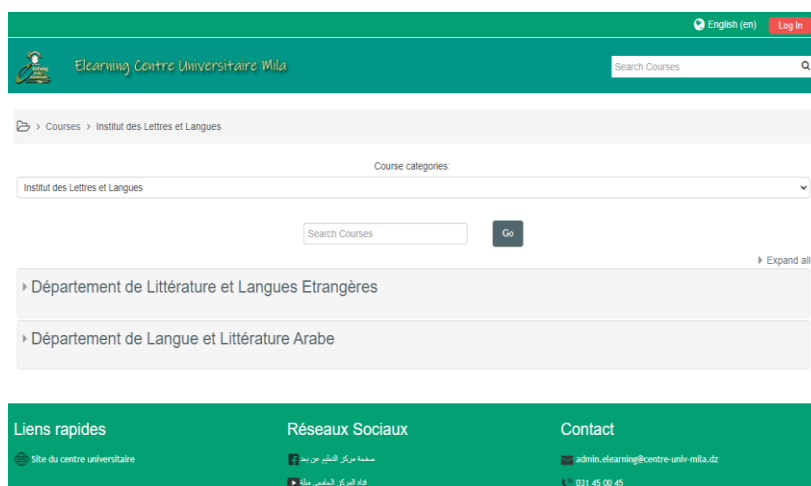 English (en) Log In
Elearning Centre Universitaire Mila
Search Courses
> Courses > Institut des Lettres et Langues
Course categories:
Institut des Lettres et Langues
Search Courses Go
Expand all
Département de Littérature et Langues Etrangères
Département de Langue et Littérature Arabe
Liens rapides Réseaux Sociaux Contact
Site du centre universitaire صفحة مركز التعليم عن بعد admin.elearning@centre-univ-mila.dz
قناة المركز الجامعي ميلة 031 45 00 45